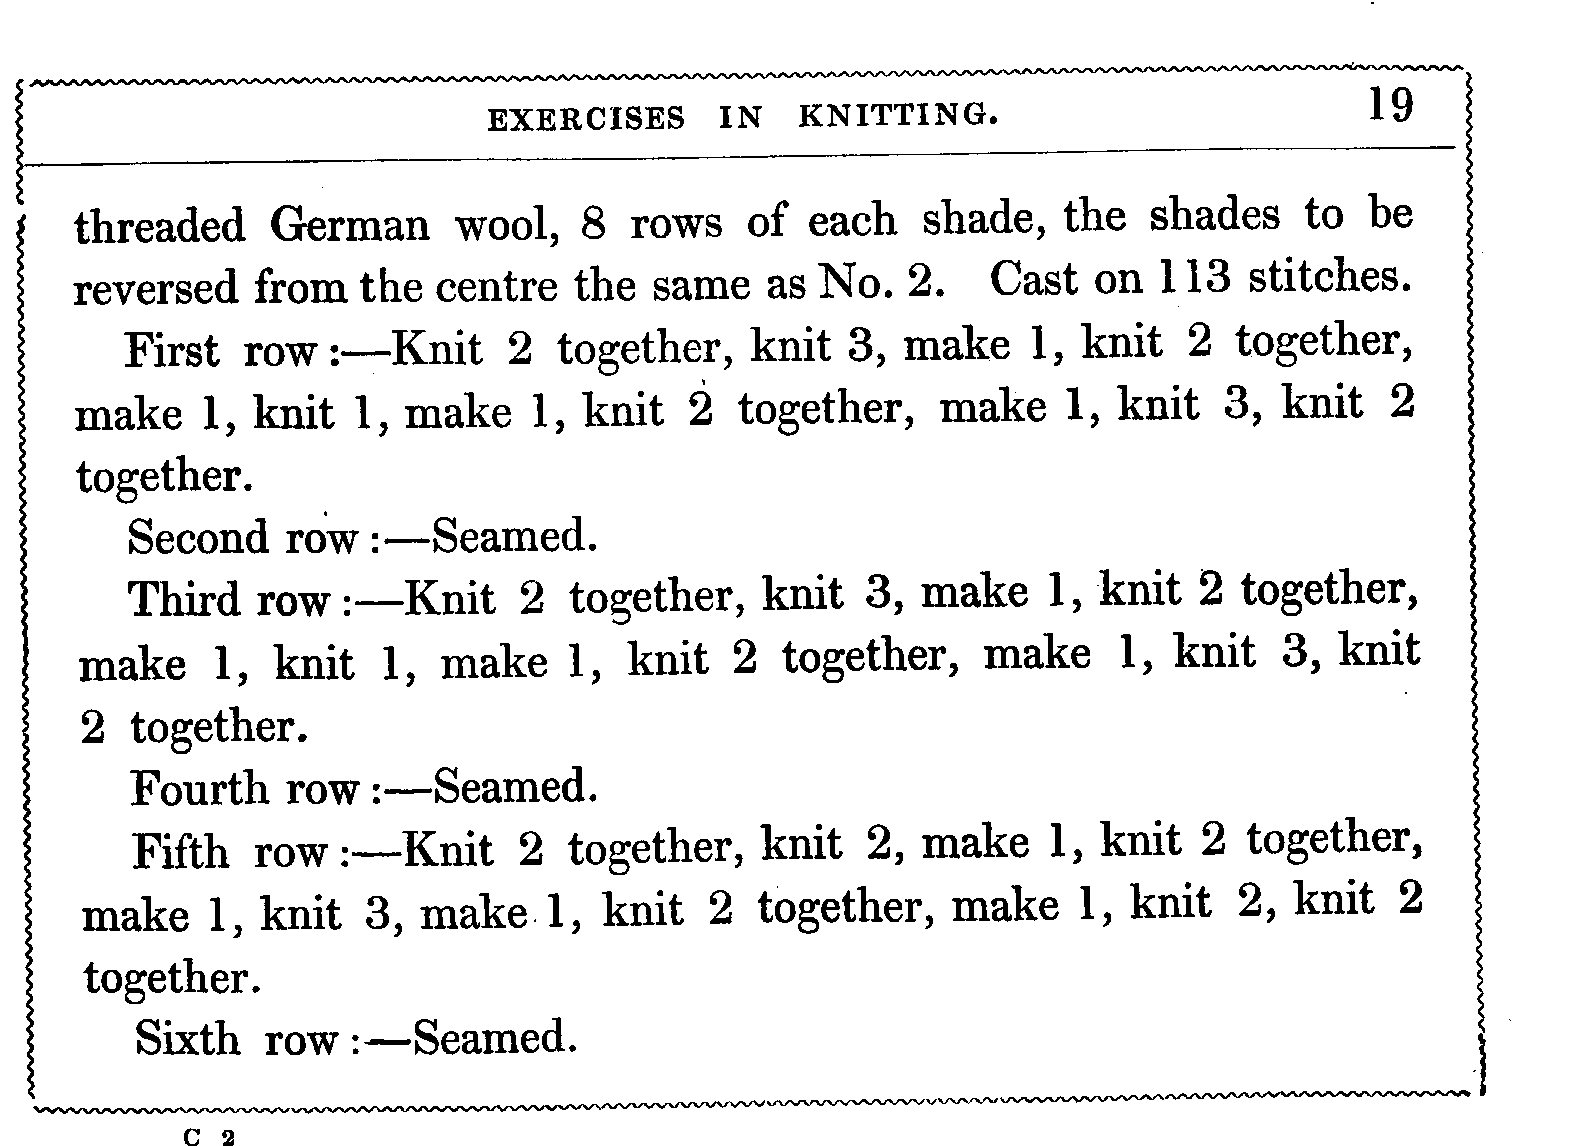 EXERCISES IN KNITTING. 19
threaded German wool, 8 rows of each shade, the shades to be
reversed from the centre the same as No. 2. Cast on 113 stitches.
First row :—Knit 2 together, knit 3, make 1, knit 2 together,
make 1, knit 1, make 1, knit 2 together, make 1, knit 3, knit 2
together.
Second row :—Seamed.
Third row :—Knit 2 together, knit 3, make 1, knit 2 together,
make 1, knit 1, make 1, knit 2 together, make 1, knit 3, knit
2 together.
Fourth row :—Seamed.
Fifth row :—Knit 2 together, knit 2, make 1, knit 2 together,
make 1, knit 3, make 1, knit 2 together, make 1, knit 2, knit 2
together.
Sixth row :—Seamed.
C 2